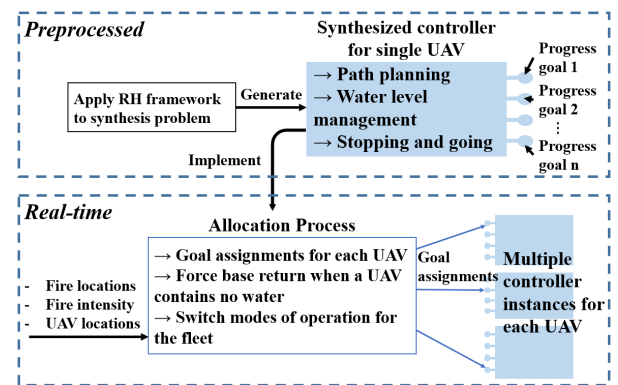 Preprocessed
Synthesized controller
for single UAV
Apply RH framework
to synthesis problem
Generate
→ Path planning
→ Water level
management
→ Stopping and going
Progress
goal 1
Progress
goal 2
⋮
Progress
goal n
Implement
Real-time
Allocation Process
- Fire locations
- Fire intensity
- UAV locations
→ Goal assignments for each UAV
→ Force base return when a UAV
contains no water
→ Switch modes of operation for
the fleet
Goal
assignments
Multiple
controller
instances for
each UAV